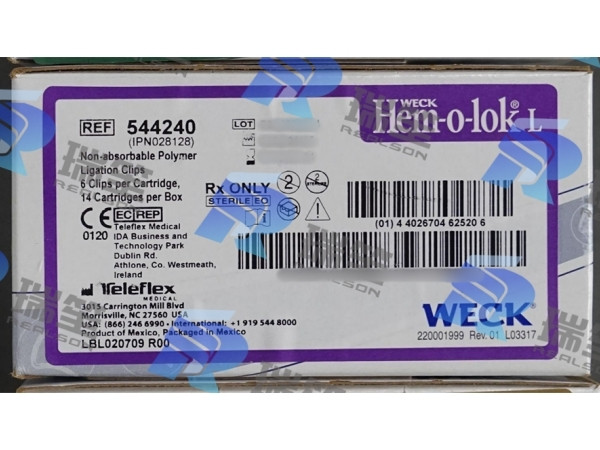 WECK
Hem-o-lok® L
REF 544240
(IPN028128)
LOT
Non-absorbable Polymer
Ligation Clips
6 Clips per Cartridge,
14 Cartridges per Box
Rx ONLY
STERILE EO
CE
0120
EC REP
Teleflex Medical
IDA Business and
Technology Park
Dublin Rd.
Athlone, Co. Westmeath,
Ireland
(01) 4 4026704 62520 6
Teleflex
MEDICAL
3015 Carrington Mill Blvd
Morrisville, NC 27560 USA
USA: (866) 246 6990 • International: +1 919 544 8000
Product of Mexico, Packaged in Mexico
LBL020709 R00
WECK
220001999 Rev. 01 L03317
REALSON